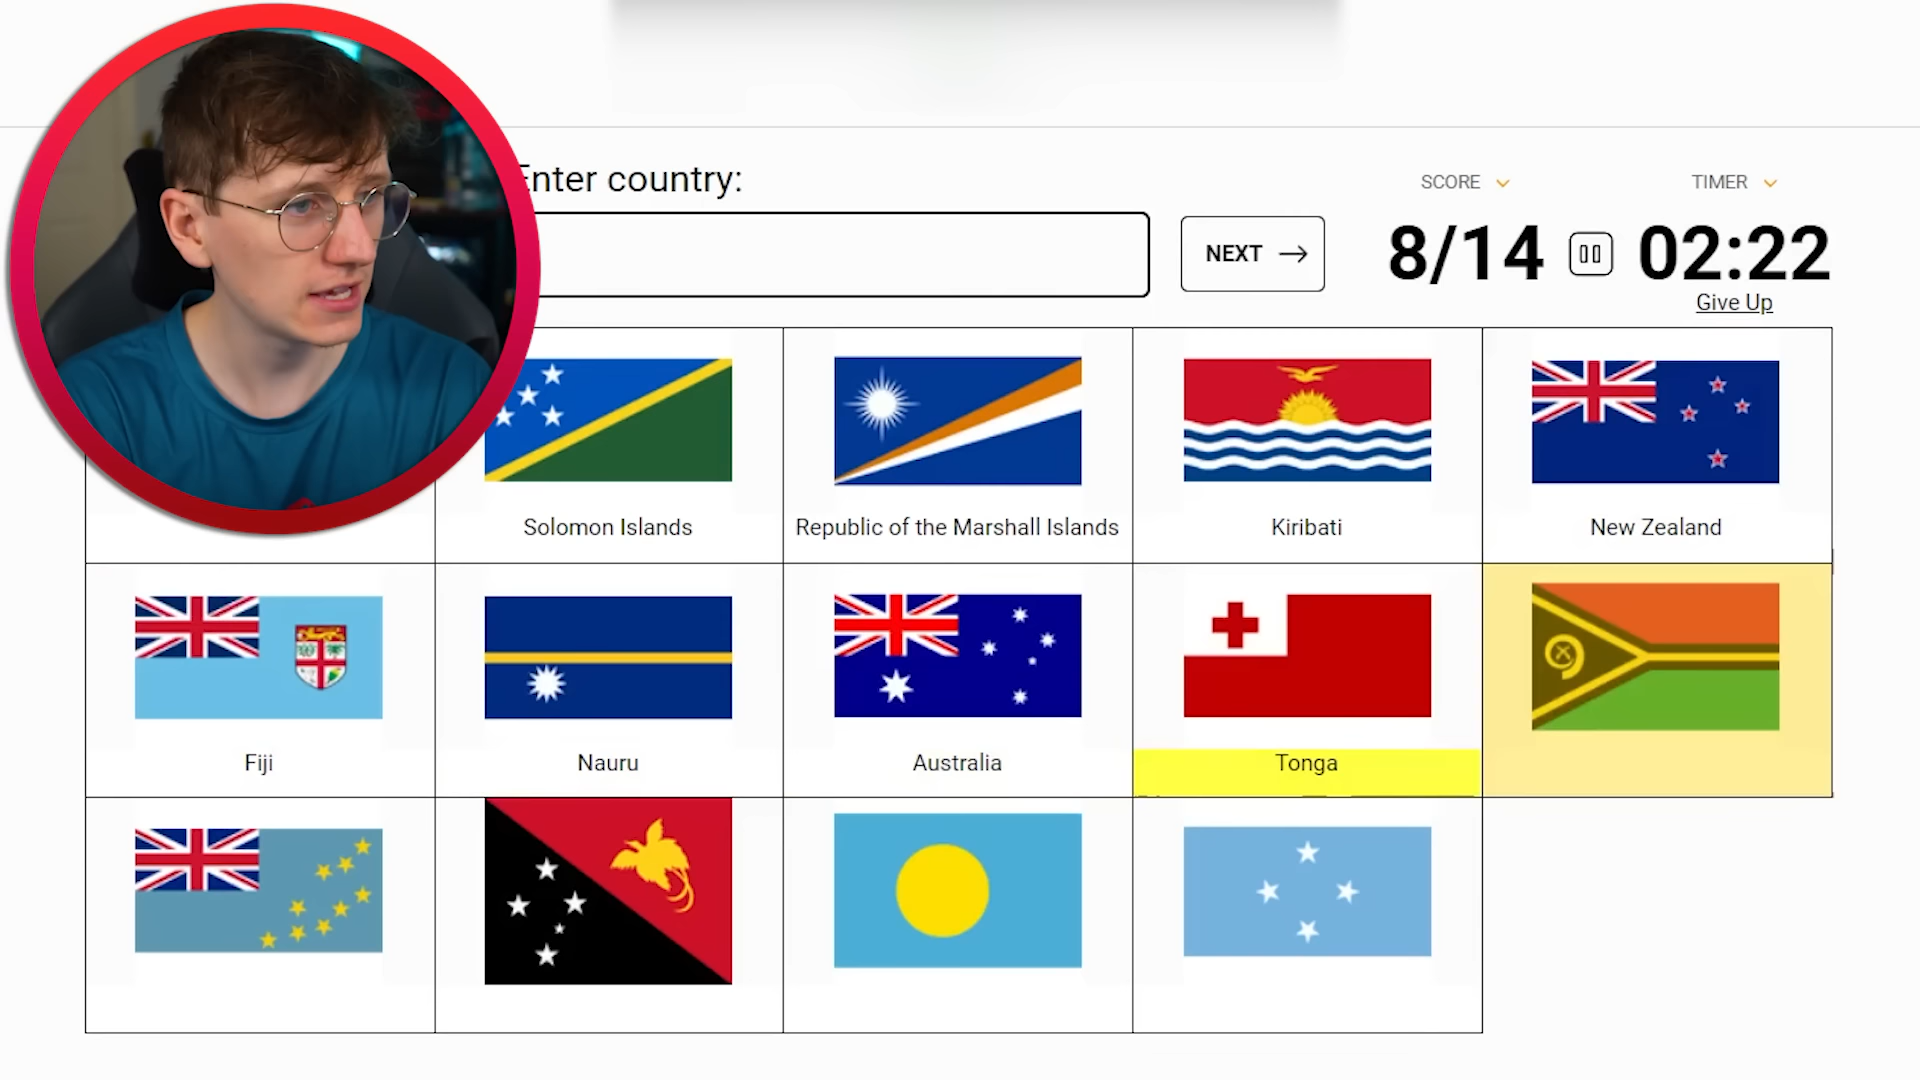 Enter country:
NEXT
SCORE
8/14
TIMER
02:22
Give Up
Solomon Islands
Republic of the Marshall Islands
Kiribati
New Zealand
Fiji
Nauru
Australia
Tonga